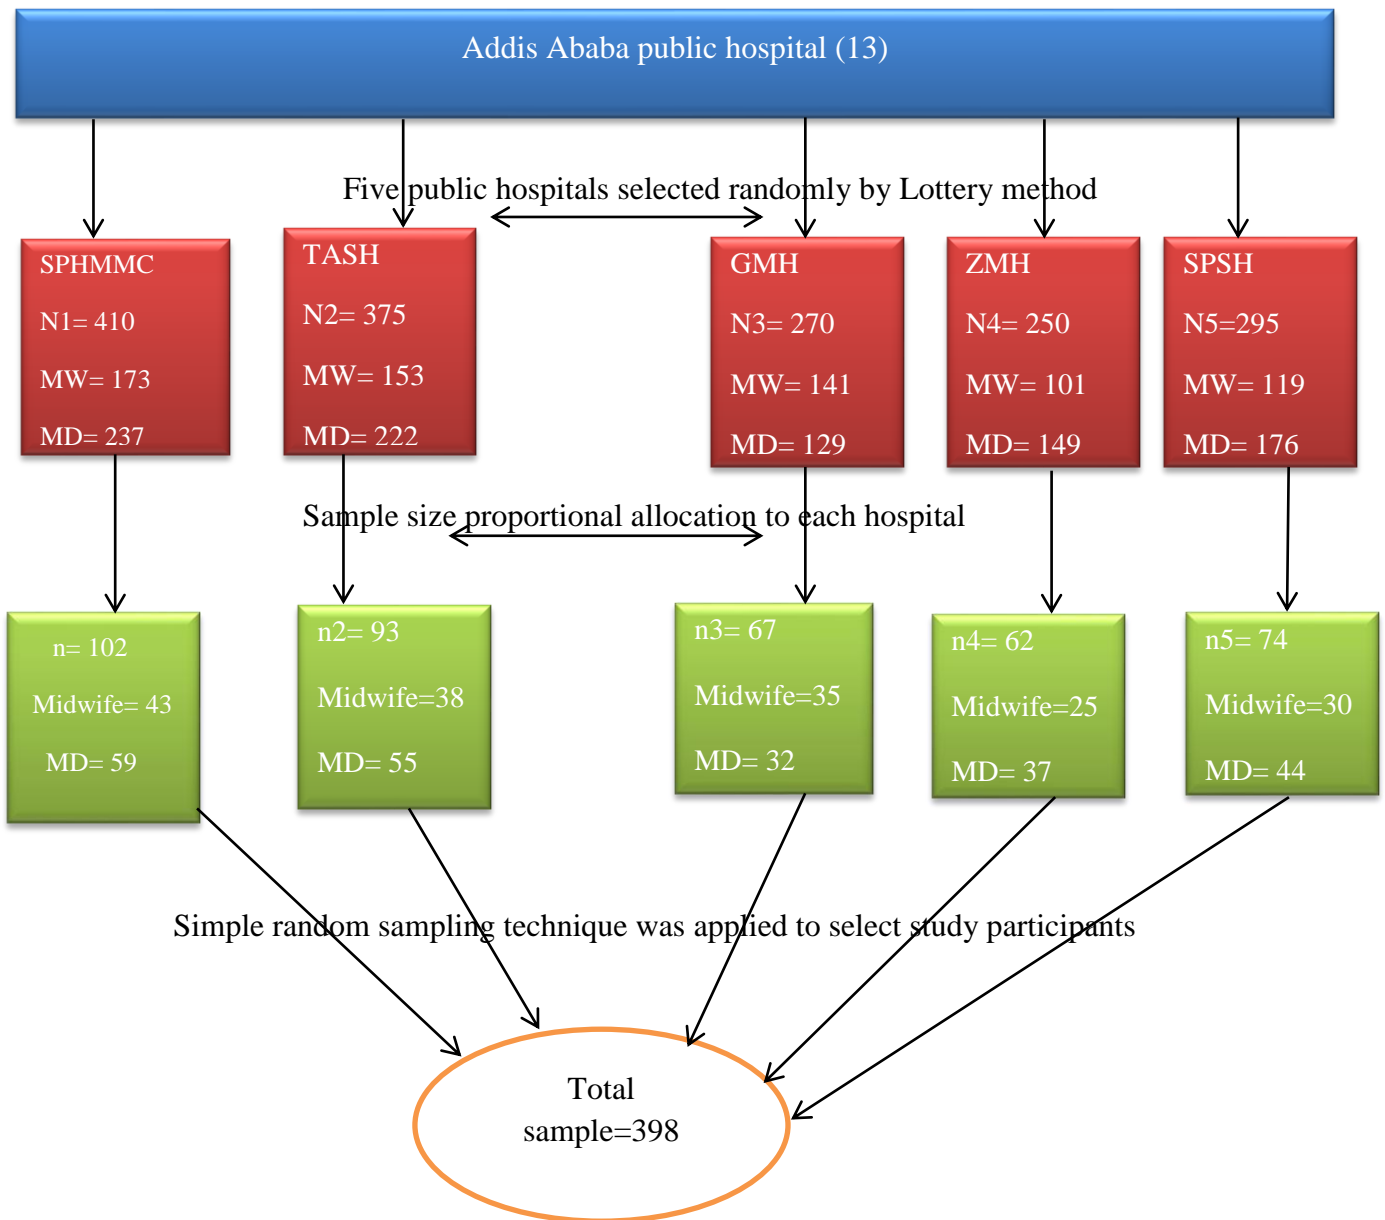 Addis Ababa public hospital (13)
Five public hospitals selected randomly by Lottery method
SPHMMC
N1= 410
MW= 173
MD= 237
TASH
N2= 375
MW= 153
MD= 222
GMH
N3= 270
MW= 141
MD= 129
ZMH
N4= 250
MW= 101
MD= 149
SPSH
N5=295
MW= 119
MD= 176
Sample size proportional allocation to each hospital
n= 102
Midwife= 43
MD= 59
n2= 93
Midwife=38
MD= 55
n3= 67
Midwife=35
MD= 32
n4= 62
Midwife=25
MD= 37
n5= 74
Midwife=30
MD= 44
Simple random sampling technique was applied to select study participants
Total
sample=398